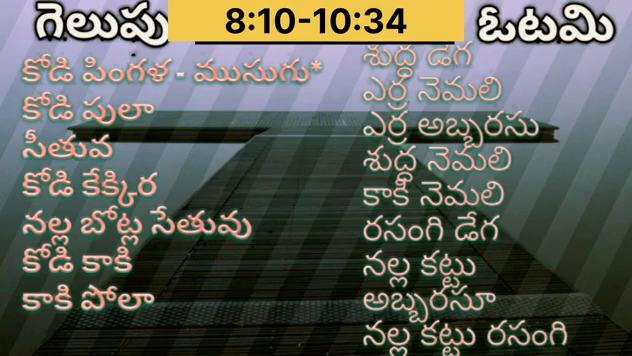 గెలుపు
8:10-10:34
ఓటమి
కోడి పింగళ - ముసుగు*
కోడి పులా
సీతువ
కోడి కేక్కిర
నల్ల బోట్ల సేతువు
కోడి కాకి
కాకి పోలా
శుద్ధ డేగ
ఎర్ర నెమలి
ఎర్ర అబ్బరసు
శుద్ధ నెమలి
కాకి నెమలి
రసంగి డేగ
నల్ల కట్టు
అబ్బరసూ
నల్ల కట్టు రసంగి